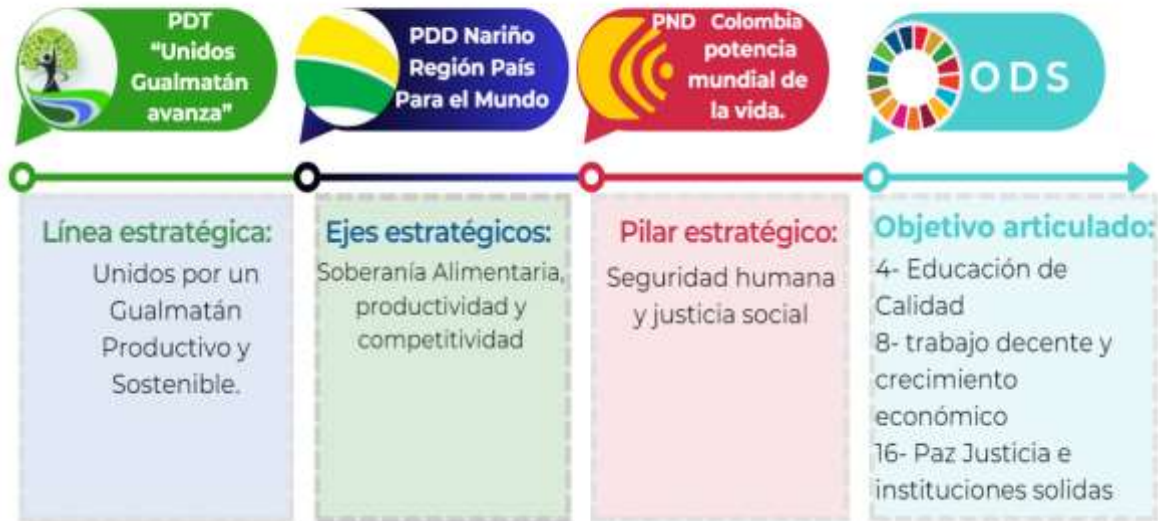 PDT
“Unidos
Gualmatán
avanza”
PDD Nariño
Región País
Para el Mundo
PND Colombia
potencia
mundial de
la vida.
ODS
Línea estratégica:
Unidos por un
Gualmatán
Productivo y
Sostenible.
Ejes estratégicos:
Soberanía Alimentaria,
productividad y
competitividad
Pilar estratégico:
Seguridad humana
y justicia social
Objetivo articulado:
4- Educación de
Calidad
8- trabajo decente y
crecimiento
económico
16- Paz Justicia e
instituciones solidas